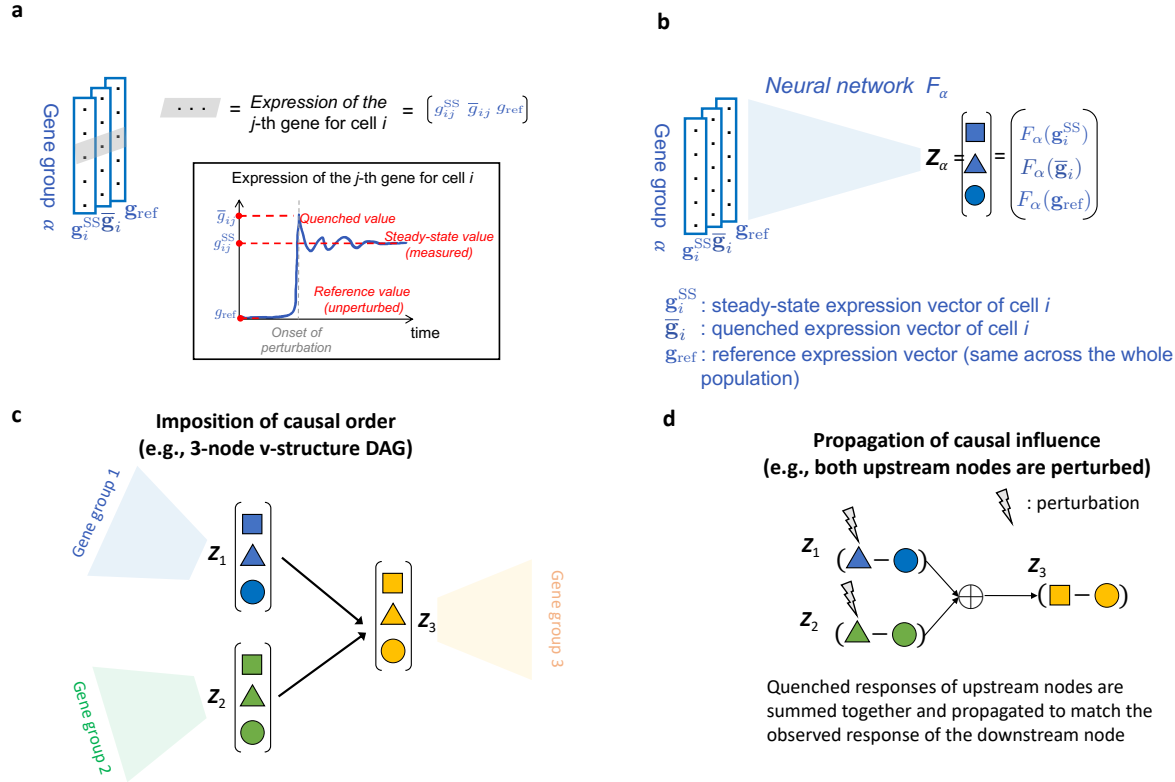 a
Gene group α
g_i^SS g̅_i g_ref
. . . = Expression of the j-th gene for cell i = ( g_ij^SS g̅_ij g_ref )
Expression of the j-th gene for cell i
g̅_ij
Quenched value
g_ij^SS
Steady-state value
(measured)
Reference value
(unperturbed)
g_ref
Onset of
perturbation
time
b
Neural network F_α
Gene group α
g_i^SS g̅_i g_ref
Z_α = ( ) = ( F_α(g_i^SS)
F_α(g̅_i)
F_α(g_ref) )
g_i^SS : steady-state expression vector of cell i
g̅_i : quenched expression vector of cell i
g_ref : reference expression vector (same across the whole
population)
c
Imposition of causal order
(e.g., 3-node v-structure DAG)
Gene group 1
Z_1
Z_3
Gene group 3
Z_2
Gene group 2
d
Propagation of causal influence
(e.g., both upstream nodes are perturbed)
: perturbation
Z_1 ( − )
Z_3
( − )
Z_2 ( − )
Quenched responses of upstream nodes are
summed together and propagated to match the
observed response of the downstream node